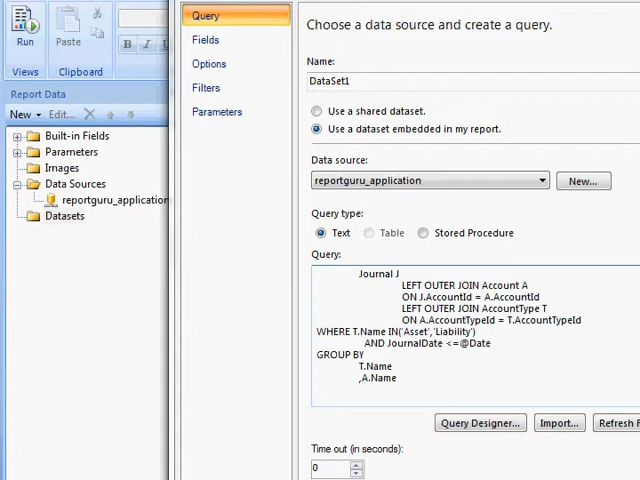 Run
Paste
B I U
Views
Clipboard
Report Data
New
Edit...
Built-in Fields
Parameters
Images
Data Sources
reportguru_application
Datasets
Query
Fields
Options
Filters
Parameters
Choose a data source and create a query.
Name:
DataSet1
Use a shared dataset.
Use a dataset embedded in my report.
Data source:
reportguru_application
New...
Query type:
Text
Table
Stored Procedure
Query:
Journal J
LEFT OUTER JOIN Account A
ON J.AccountId = A.AccountId
LEFT OUTER JOIN AccountType T
ON A.AccountTypeId = T.AccountTypeId
WHERE T.Name IN('Asset','Liability')
AND JournalDate <=@Date
GROUP BY
T.Name
,A.Name
Query Designer...
Import...
Refresh F
Time out (in seconds):
0